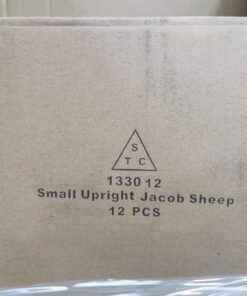 S
T C
1330 12
Small Upright Jacob Sheep
12 PCS